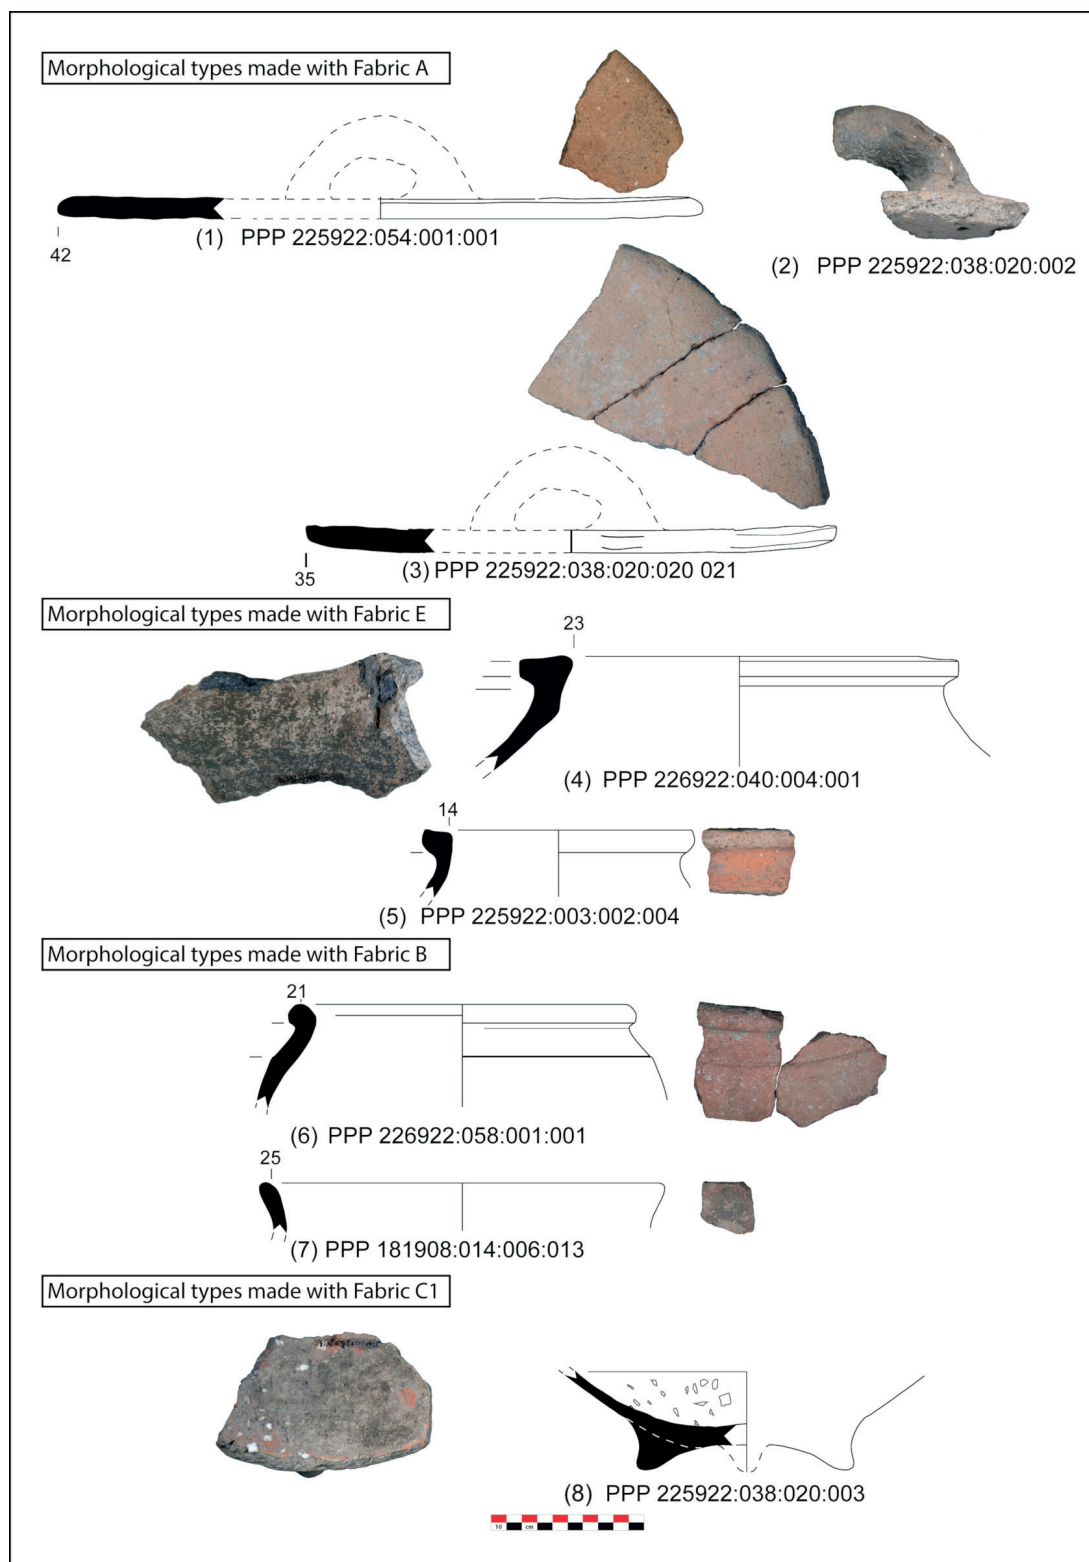 Morphological types made with Fabric A
42
(1) PPP 225922:054:001:001
(2) PPP 225922:038:020:002
35
(3) PPP 225922:038:020:020 021
Morphological types made with Fabric E
23
(4) PPP 226922:040:004:001
14
(5) PPP 225922:003:002:004
Morphological types made with Fabric B
21
(6) PPP 226922:058:001:001
25
(7) PPP 181908:014:006:013
Morphological types made with Fabric C1
(8) PPP 225922:038:020:003
10 cm